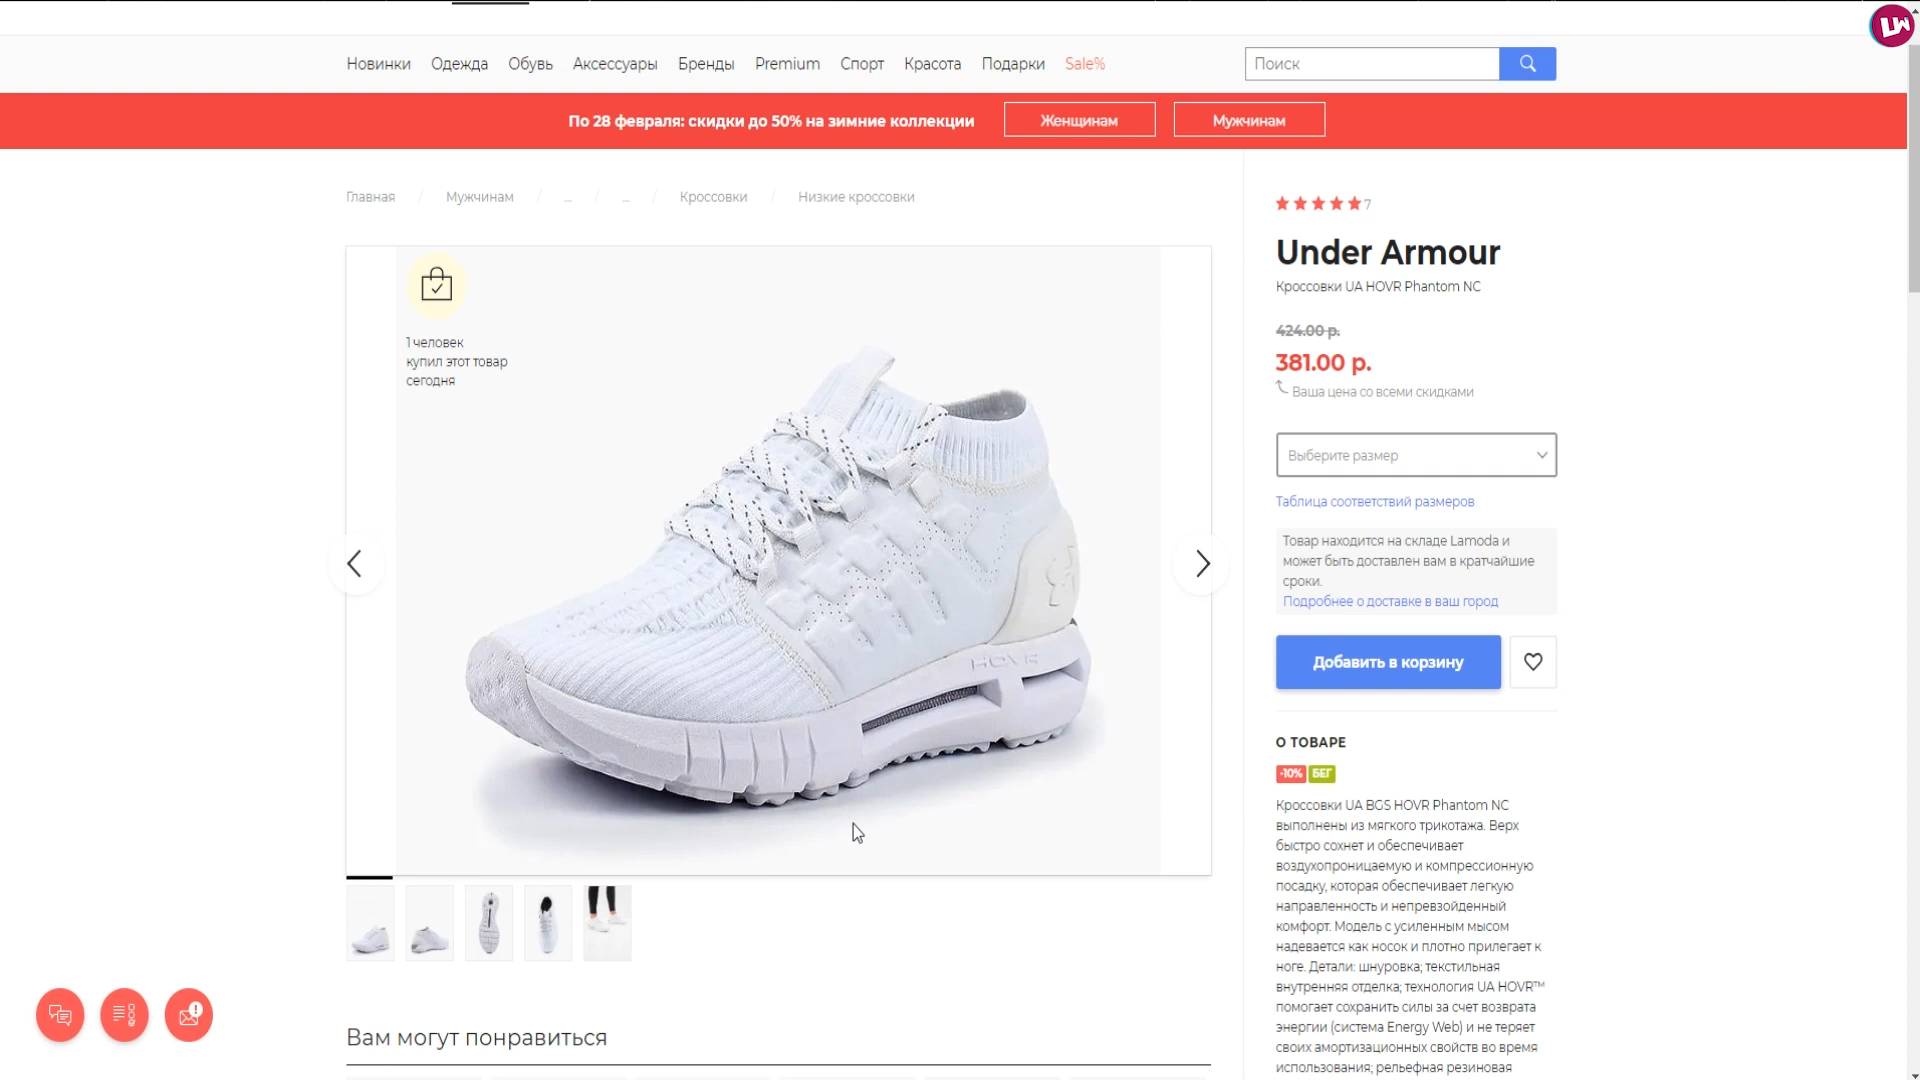 LW
Новинки Одежда Обувь Аксессуары Бренды Premium Спорт Красота Подарки Sale%
Поиск
По 28 февраля: скидки до 50% на зимние коллекции
Женщинам
Мужчинам
Главная / Мужчинам / ... / ... / Кроссовки / Низкие кроссовки
1 человек
купил этот товар
сегодня
HOVR
7
Under Armour
Кроссовки UA HOVR Phantom NC
424.00 р.
381.00 р.
Ваша цена со всеми скидками
Выберите размер
Таблица соответствий размеров
Товар находится на складе Lamoda и
может быть доставлен вам в кратчайшие
сроки.
Подробнее о доставке в ваш город
Добавить в корзину
О ТОВАРЕ
-10% БЕГ
Кроссовки UA BGS HOVR Phantom NC
выполнены из мягкого трикотажа. Верх
быстро сохнет и обеспечивает
воздухопроницаемую и компрессионную
посадку, которая обеспечивает легкую
направленность и непревзойденный
комфорт. Модель с усиленным мысом
надевается как носок и плотно прилегает к
ноге. Детали: шнуровка; текстильная
внутренняя отделка; технология UA HOVR™
помогает сохранить силы за счет возврата
энергии (система Energy Web) и не теряет
своих амортизационных свойств во время
использования; рельефная резиновая
Вам могут понравиться